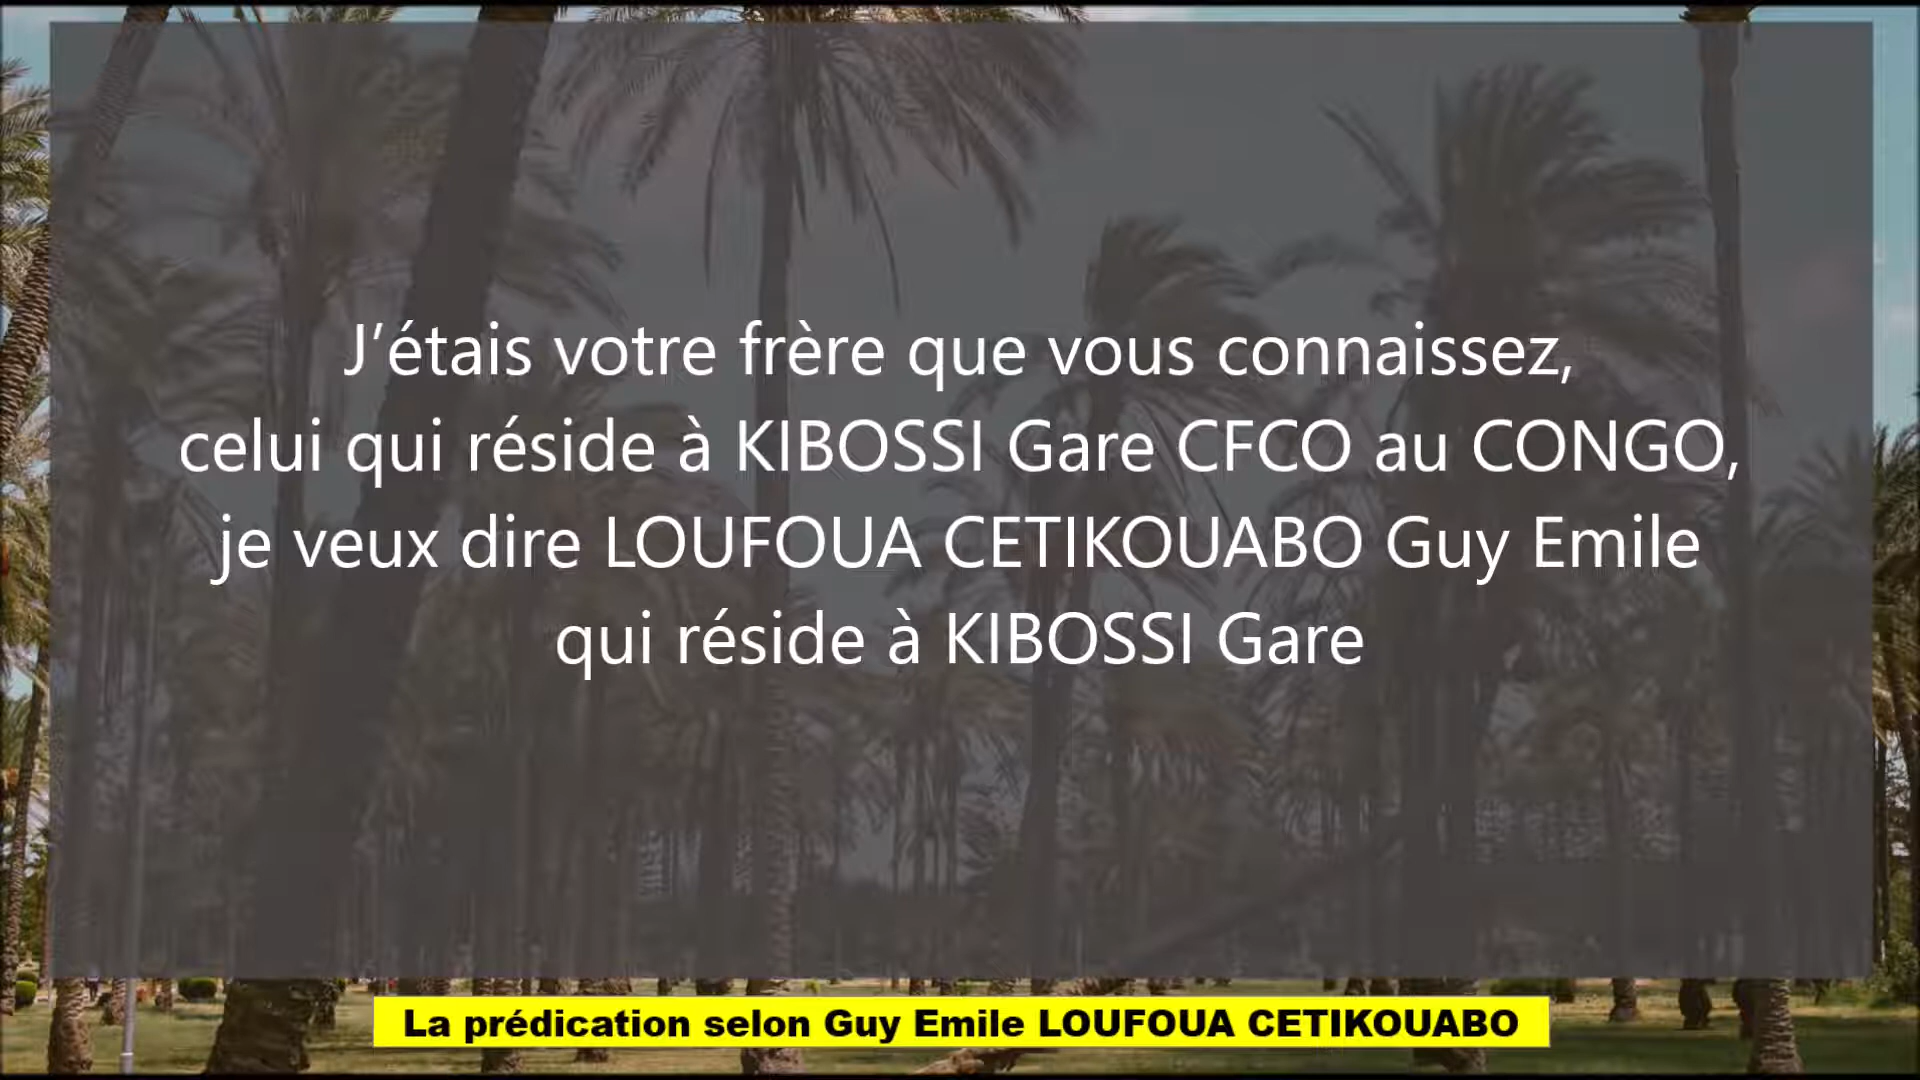 J’étais votre frère que vous connaissez,
celui qui réside à KIBOSSI Gare CFCO au CONGO,
je veux dire LOUFOUA CETIKOUABO Guy Emile
qui réside à KIBOSSI Gare
La prédication selon Guy Emile LOUFOUA CETIKOUABO